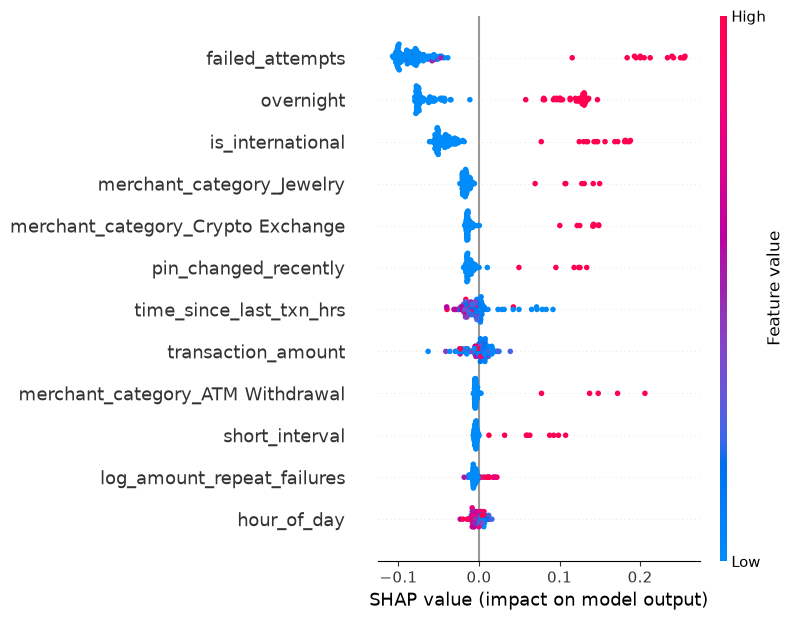 High
failed_attempts
overnight
is_international
merchant_category_Jewelry
merchant_category_Crypto Exchange
pin_changed_recently
time_since_last_txn_hrs
transaction_amount
merchant_category_ATM Withdrawal
short_interval
log_amount_repeat_failures
hour_of_day
Feature value
Low
−0.1 0.0 0.1 0.2
SHAP value (impact on model output)